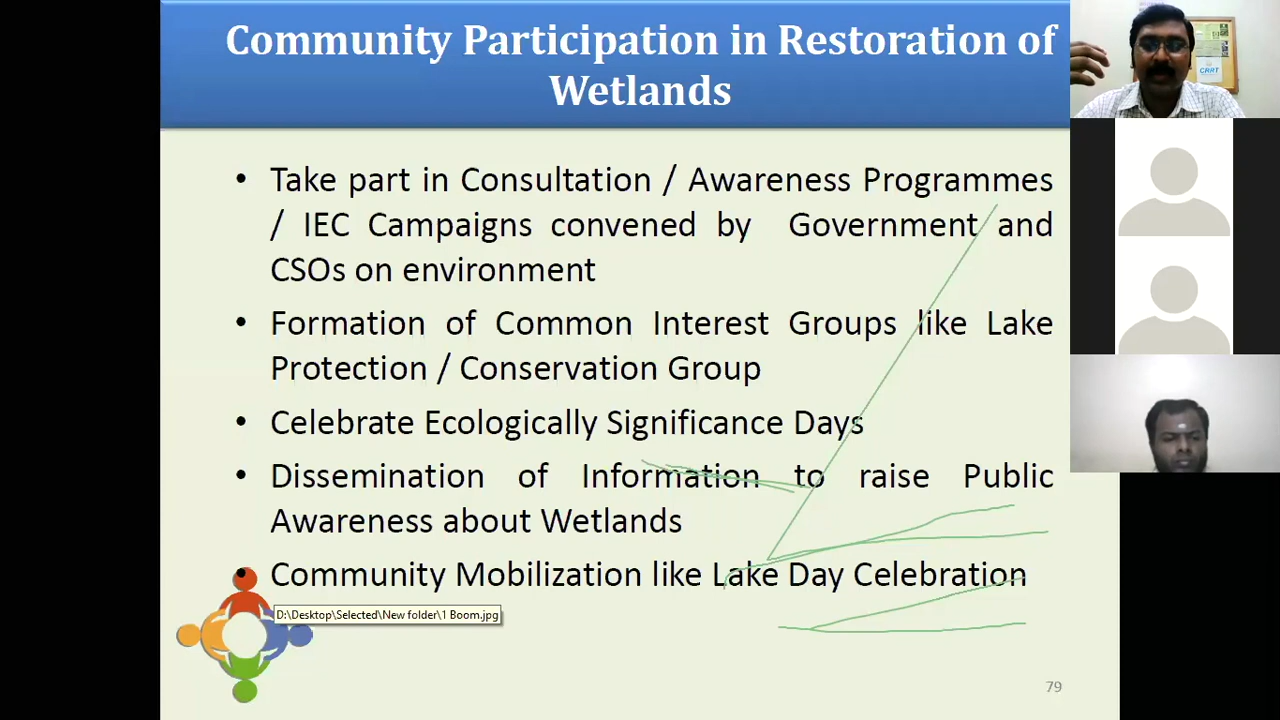 Community Participation in Restoration of
Wetlands
CRRT
• Take part in Consultation / Awareness Programmes
/ IEC Campaigns convened by Government and
CSOs on environment
• Formation of Common Interest Groups like Lake
Protection / Conservation Group
• Celebrate Ecologically Significance Days
• Dissemination of Information to raise Public
Awareness about Wetlands
• Community Mobilization like Lake Day Celebration
D:\Desktop\Selected\New folder\1 Boom.jpg
79